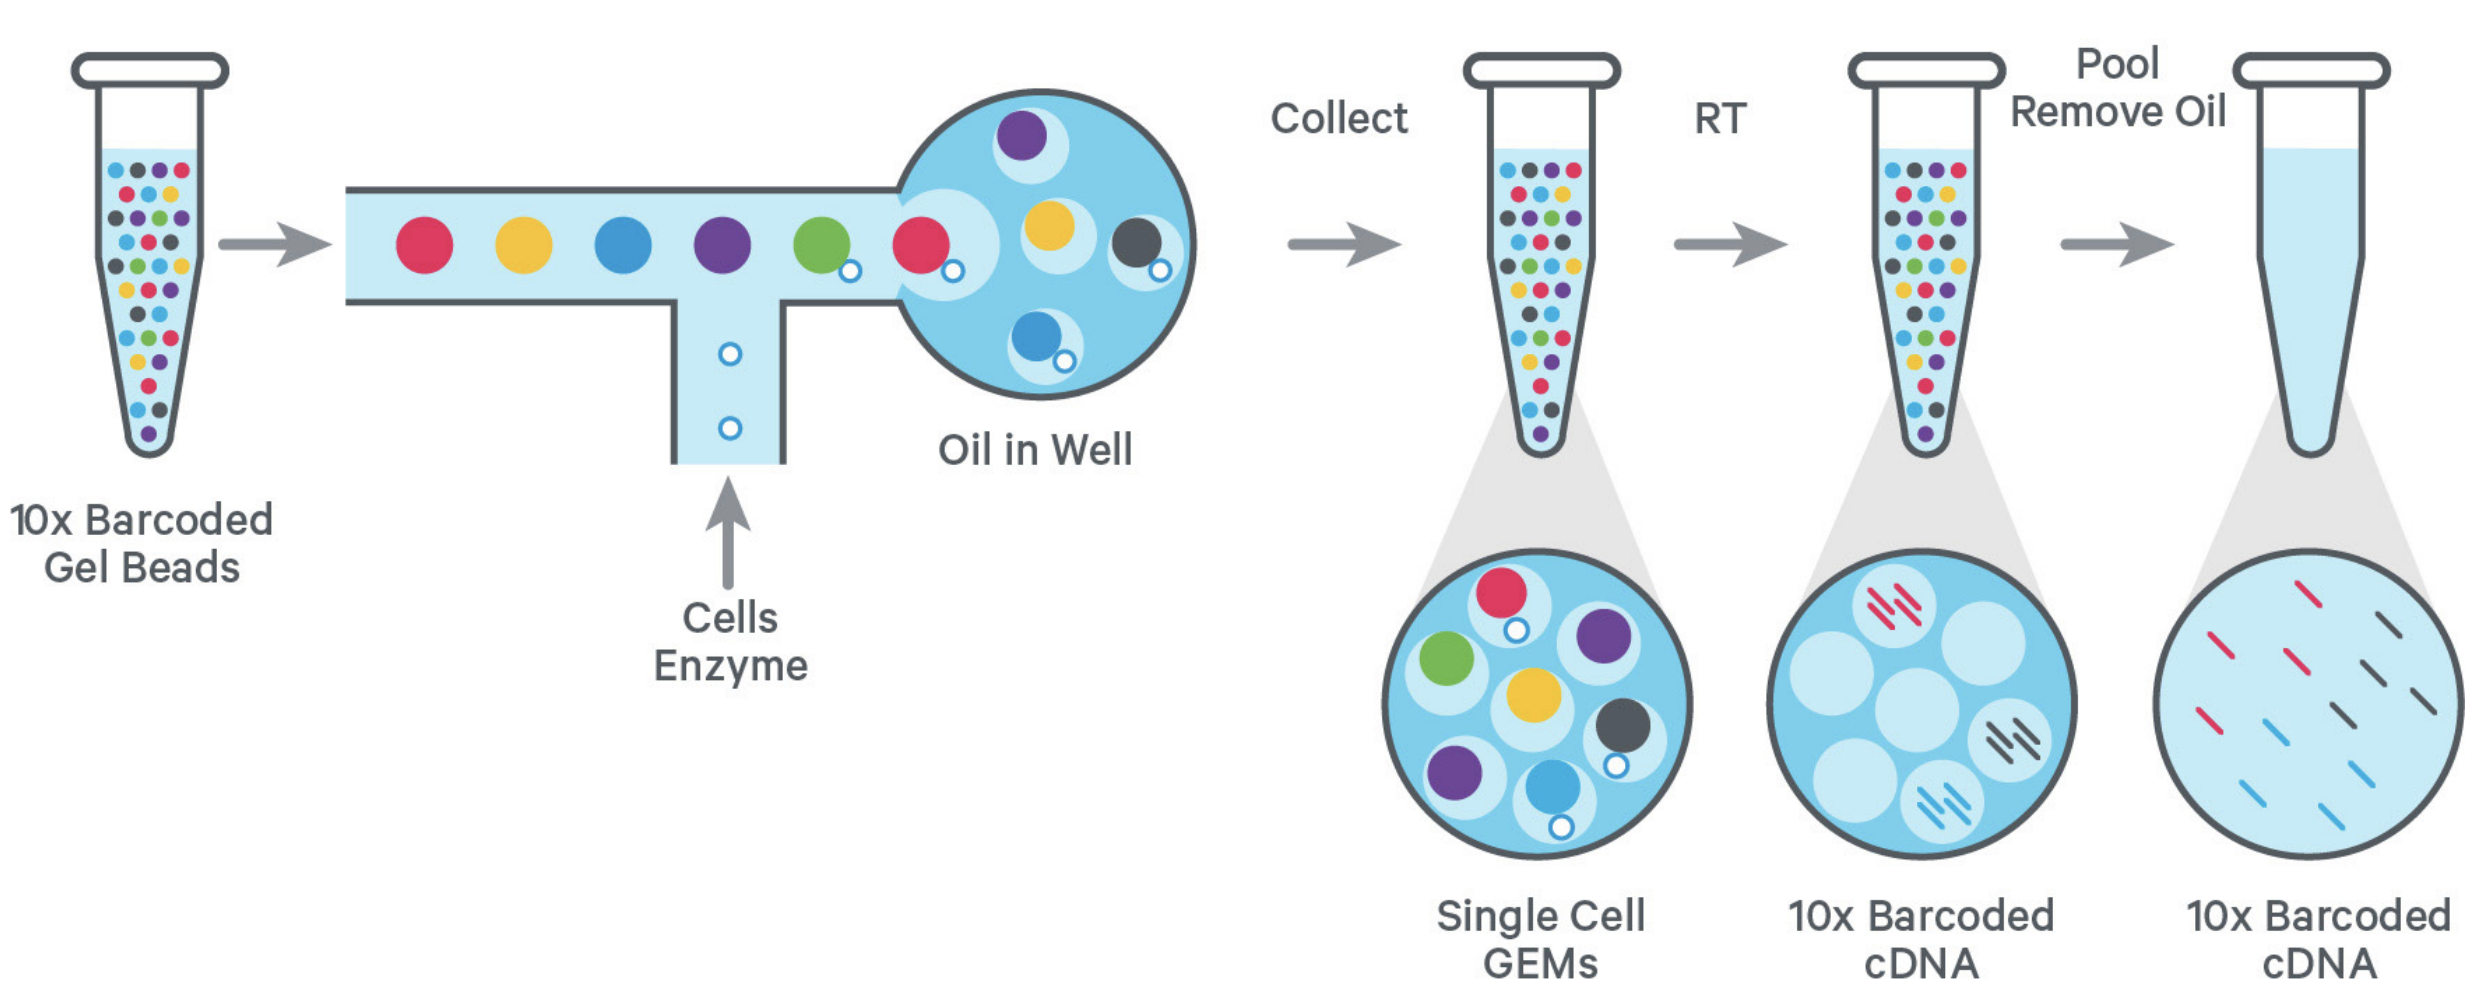 10x Barcoded
Gel Beads
Cells
Enzyme
Oil in Well
Collect
RT
Pool
Remove Oil
Single Cell
GEMs
10x Barcoded
cDNA
10x Barcoded
cDNA